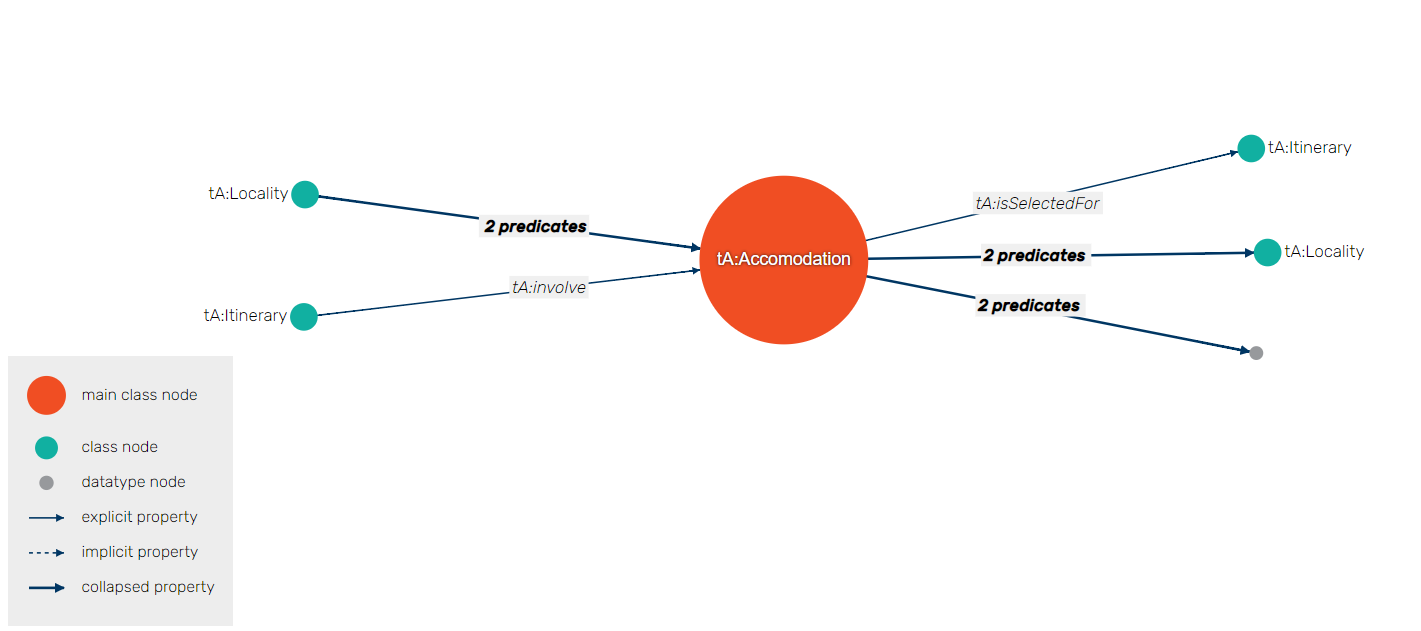 tA:Itinerary
tA:Locality
tA:isSelectedFor
2 predicates
tA:Accomodation
2 predicates
tA:Locality
tA:involve
2 predicates
tA:Itinerary
main class node
class node
datatype node
explicit property
implicit property
collapsed property